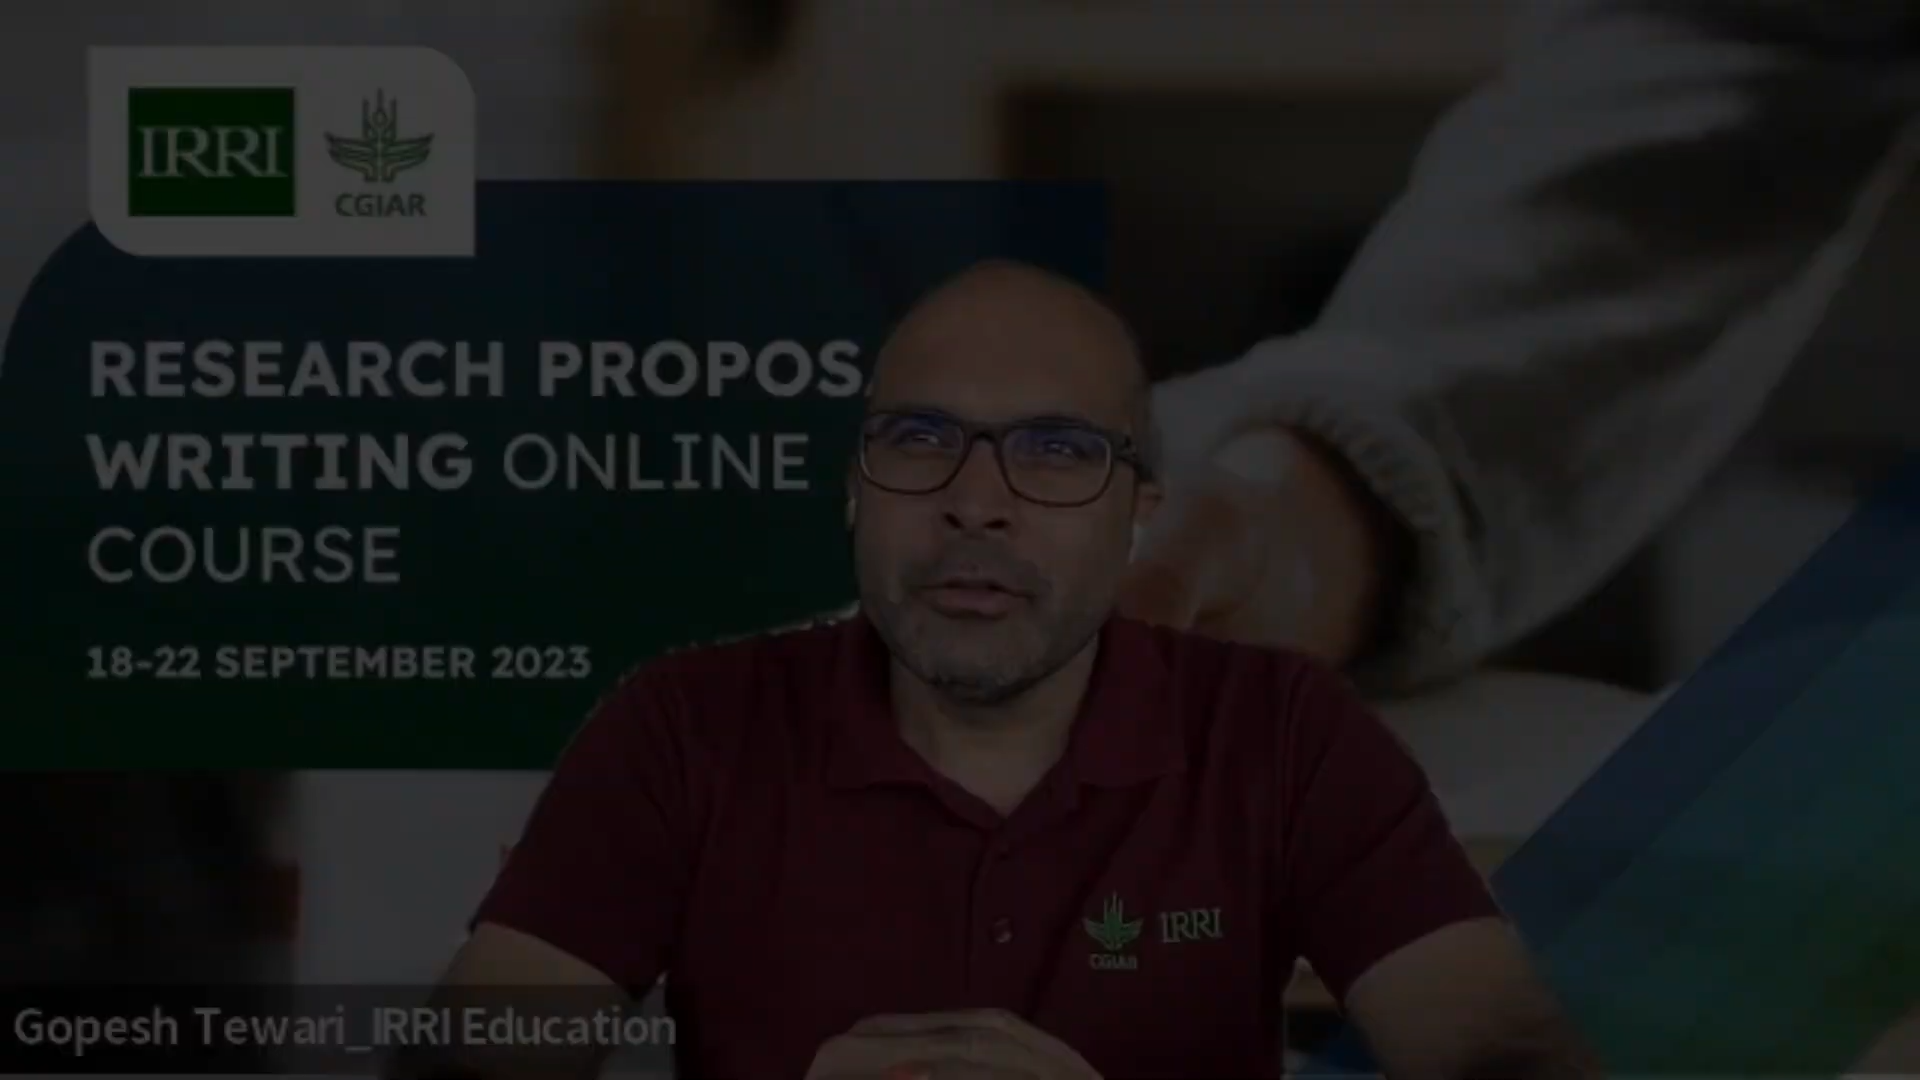 IRRI
CGIAR
RESEARCH PROPOS
WRITING ONLINE
COURSE
18-22 SEPTEMBER 2023
CGIAR IRRI
Gopesh Tewari_IRRI Education